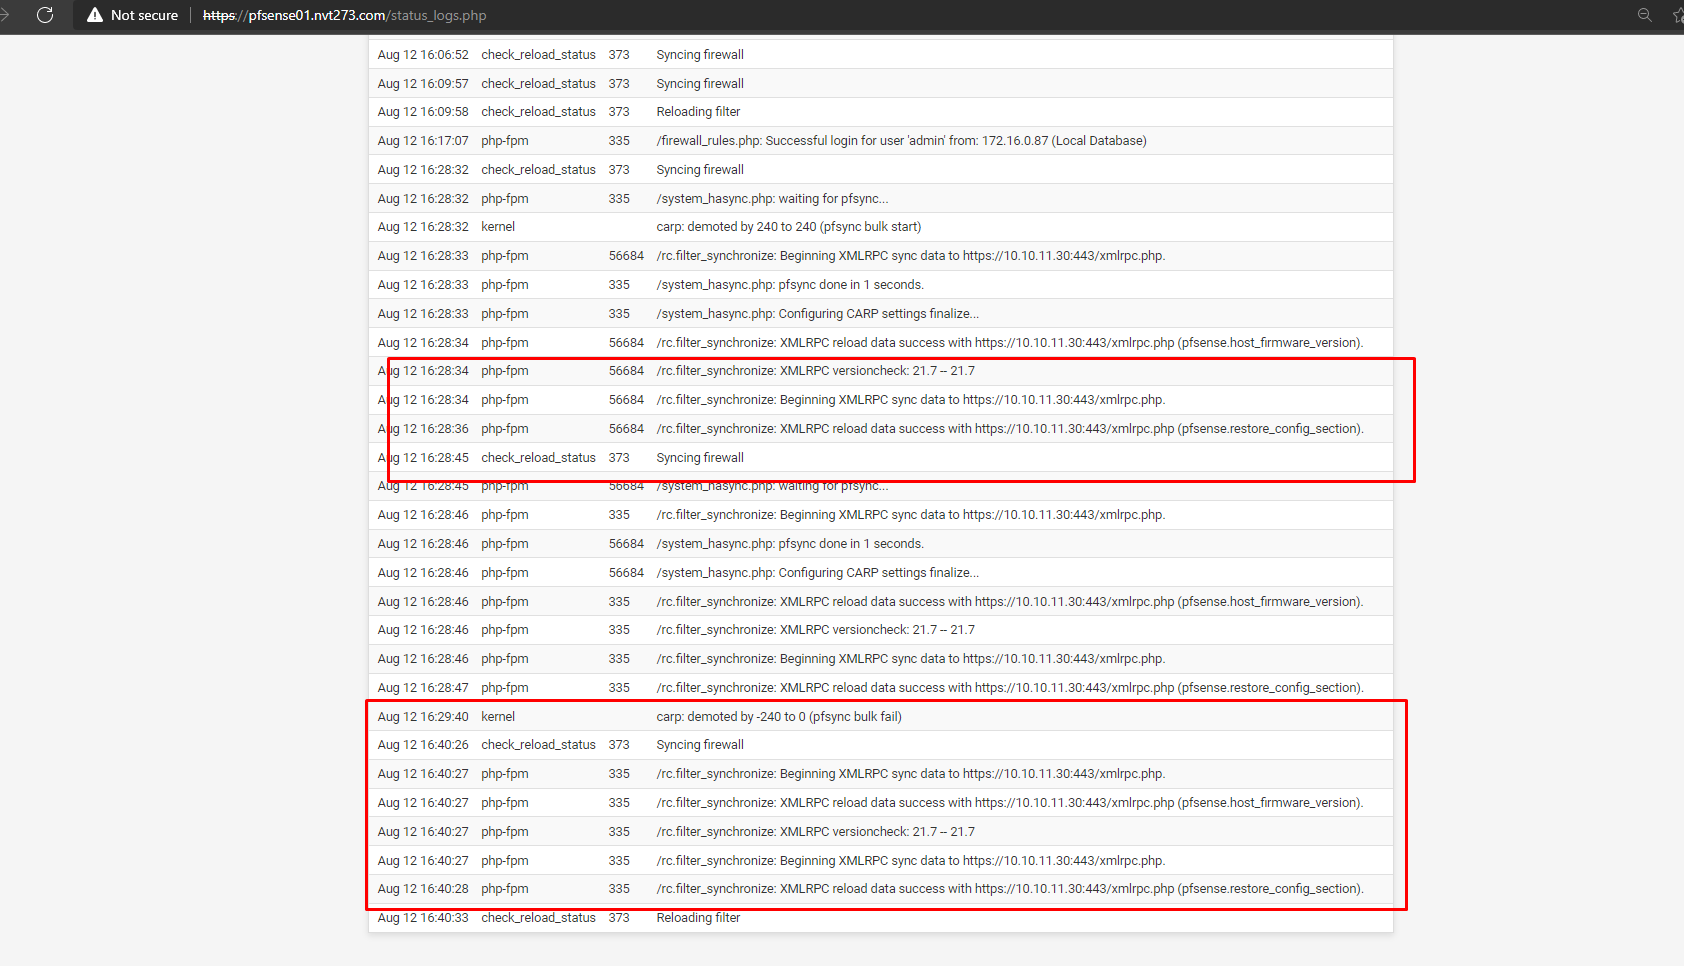 Not secure https://pfsense01.nvt273.com/status_logs.php
Aug 12 16:06:52 check_reload_status 373 Syncing firewall
Aug 12 16:09:57 check_reload_status 373 Syncing firewall
Aug 12 16:09:58 check_reload_status 373 Reloading filter
Aug 12 16:17:07 php-fpm 335 /firewall_rules.php: Successful login for user 'admin' from: 172.16.0.87 (Local Database)
Aug 12 16:28:32 check_reload_status 373 Syncing firewall
Aug 12 16:28:32 php-fpm 335 /system_hasync.php: waiting for pfsync...
Aug 12 16:28:32 kernel carp: demoted by 240 to 240 (pfsync bulk start)
Aug 12 16:28:33 php-fpm 56684 /rc.filter_synchronize: Beginning XMLRPC sync data to https://10.10.11.30:443/xmlrpc.php.
Aug 12 16:28:33 php-fpm 335 /system_hasync.php: pfsync done in 1 seconds.
Aug 12 16:28:33 php-fpm 335 /system_hasync.php: Configuring CARP settings finalize...
Aug 12 16:28:34 php-fpm 56684 /rc.filter_synchronize: XMLRPC reload data success with https://10.10.11.30:443/xmlrpc.php (pfsense.host_firmware_version).
Aug 12 16:28:34 php-fpm 56684 /rc.filter_synchronize: XMLRPC versioncheck: 21.7 -- 21.7
Aug 12 16:28:34 php-fpm 56684 /rc.filter_synchronize: Beginning XMLRPC sync data to https://10.10.11.30:443/xmlrpc.php.
Aug 12 16:28:36 php-fpm 56684 /rc.filter_synchronize: XMLRPC reload data success with https://10.10.11.30:443/xmlrpc.php (pfsense.restore_config_section).
Aug 12 16:28:45 check_reload_status 373 Syncing firewall
Aug 12 16:28:45 php-fpm 56684 /system_hasync.php: waiting for pfsync...
Aug 12 16:28:46 php-fpm 335 /rc.filter_synchronize: Beginning XMLRPC sync data to https://10.10.11.30:443/xmlrpc.php.
Aug 12 16:28:46 php-fpm 56684 /system_hasync.php: pfsync done in 1 seconds.
Aug 12 16:28:46 php-fpm 56684 /system_hasync.php: Configuring CARP settings finalize...
Aug 12 16:28:46 php-fpm 335 /rc.filter_synchronize: XMLRPC reload data success with https://10.10.11.30:443/xmlrpc.php (pfsense.host_firmware_version).
Aug 12 16:28:46 php-fpm 335 /rc.filter_synchronize: XMLRPC versioncheck: 21.7 -- 21.7
Aug 12 16:28:46 php-fpm 335 /rc.filter_synchronize: Beginning XMLRPC sync data to https://10.10.11.30:443/xmlrpc.php.
Aug 12 16:28:47 php-fpm 335 /rc.filter_synchronize: XMLRPC reload data success with https://10.10.11.30:443/xmlrpc.php (pfsense.restore_config_section).
Aug 12 16:29:40 kernel carp: demoted by -240 to 0 (pfsync bulk fail)
Aug 12 16:40:26 check_reload_status 373 Syncing firewall
Aug 12 16:40:27 php-fpm 335 /rc.filter_synchronize: Beginning XMLRPC sync data to https://10.10.11.30:443/xmlrpc.php.
Aug 12 16:40:27 php-fpm 335 /rc.filter_synchronize: XMLRPC reload data success with https://10.10.11.30:443/xmlrpc.php (pfsense.host_firmware_version).
Aug 12 16:40:27 php-fpm 335 /rc.filter_synchronize: XMLRPC versioncheck: 21.7 -- 21.7
Aug 12 16:40:27 php-fpm 335 /rc.filter_synchronize: Beginning XMLRPC sync data to https://10.10.11.30:443/xmlrpc.php.
Aug 12 16:40:28 php-fpm 335 /rc.filter_synchronize: XMLRPC reload data success with https://10.10.11.30:443/xmlrpc.php (pfsense.restore_config_section).
Aug 12 16:40:33 check_reload_status 373 Reloading filter